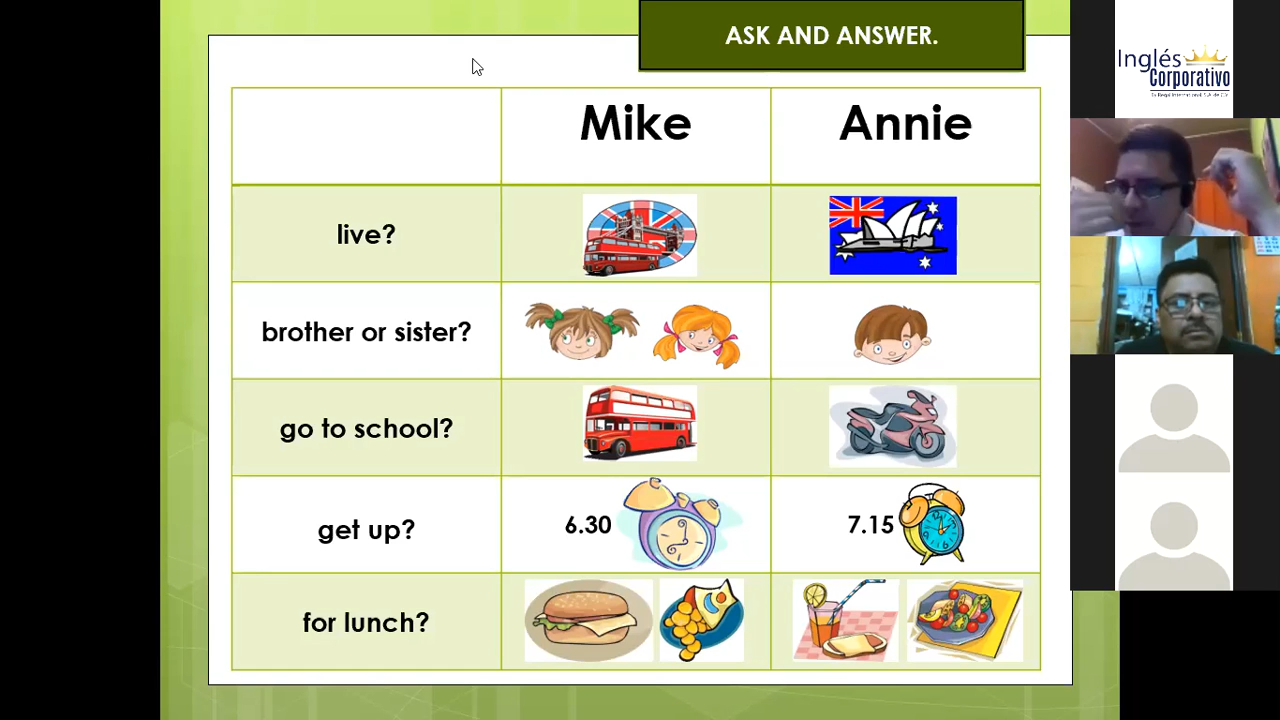 ASK AND ANSWER.
Inglés
Corporativo
Mike
Annie
live?
brother or sister?
go to school?
get up?
6.30
7.15
for lunch?